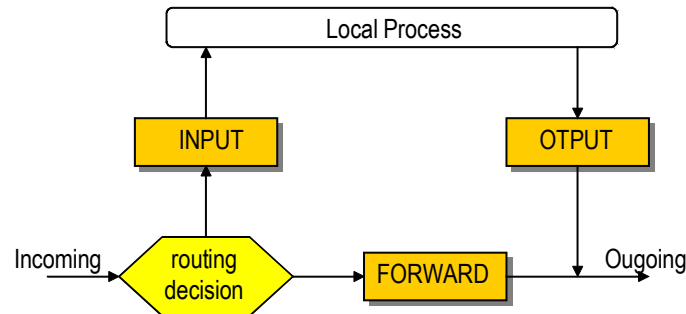 Local Process
INPUT
OTPUT
Incoming
routing
decision
FORWARD
Ougoing